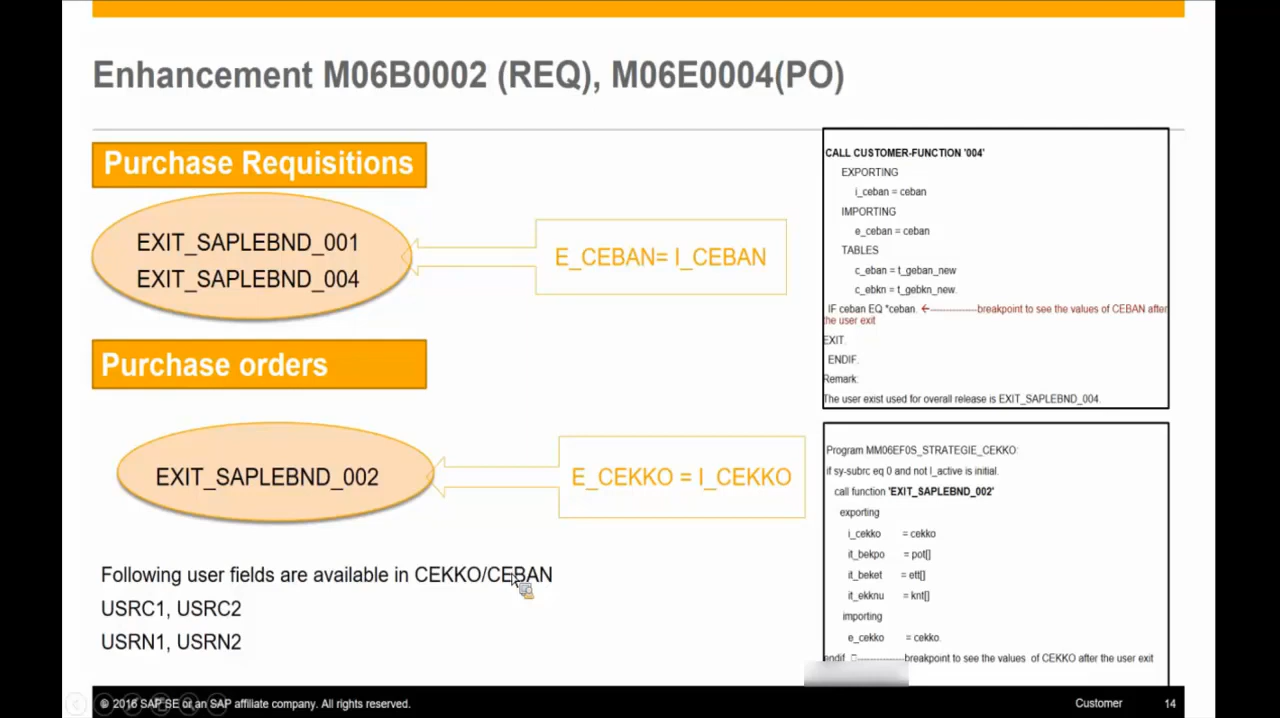 Enhancement M06B0002 (REQ), M06E0004(PO)
Purchase Requisitions
EXIT_SAPLEBND_001
EXIT_SAPLEBND_004
E_CEBAN= I_CEBAN
Purchase orders
EXIT_SAPLEBND_002
E_CEKKO = I_CEKKO
Following user fields are available in CEKKO/CEBAN
USRC1, USRC2
USRN1, USRN2
CALL CUSTOMER-FUNCTION '004'
EXPORTING
i_ceban = ceban
IMPORTING
e_ceban = ceban
TABLES
c_eban = t_geban_new
c_ebkn = t_gebkn_new.
IF ceban EQ *ceban. ←----------------breakpoint to see the values of CEBAN after
the user exit
EXIT.
ENDIF.
Remark:
The user exist used for overall release is EXIT_SAPLEBND_004.
Program MM06EF0S_STRATEGIE_CEKKO:
if sy-subrc eq 0 and not I_active is initial.
call function 'EXIT_SAPLEBND_002'
exporting
i_cekko = cekko
it_bekpo = pot[]
it_beket = ett[]
it_ekknu = knt[]
importing
e_cekko = cekko.
endif □----------------breakpoint to see the values of CEKKO after the user exit
© 2016 SAP SE or an SAP affiliate company. All rights reserved.
Customer
14